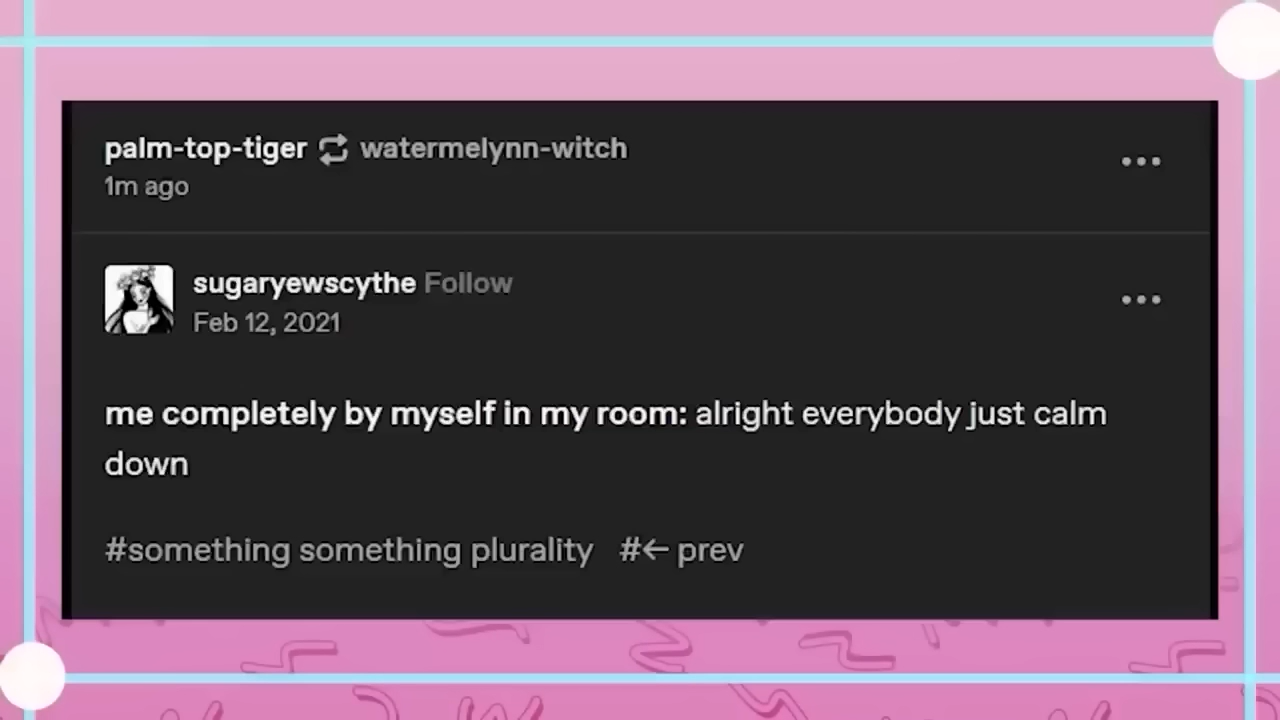 palm-top-tiger watermelynn-witch
1m ago
sugaryewscythe Follow
Feb 12, 2021
me completely by myself in my room: alright everybody just calm
down
#something something plurality #← prev